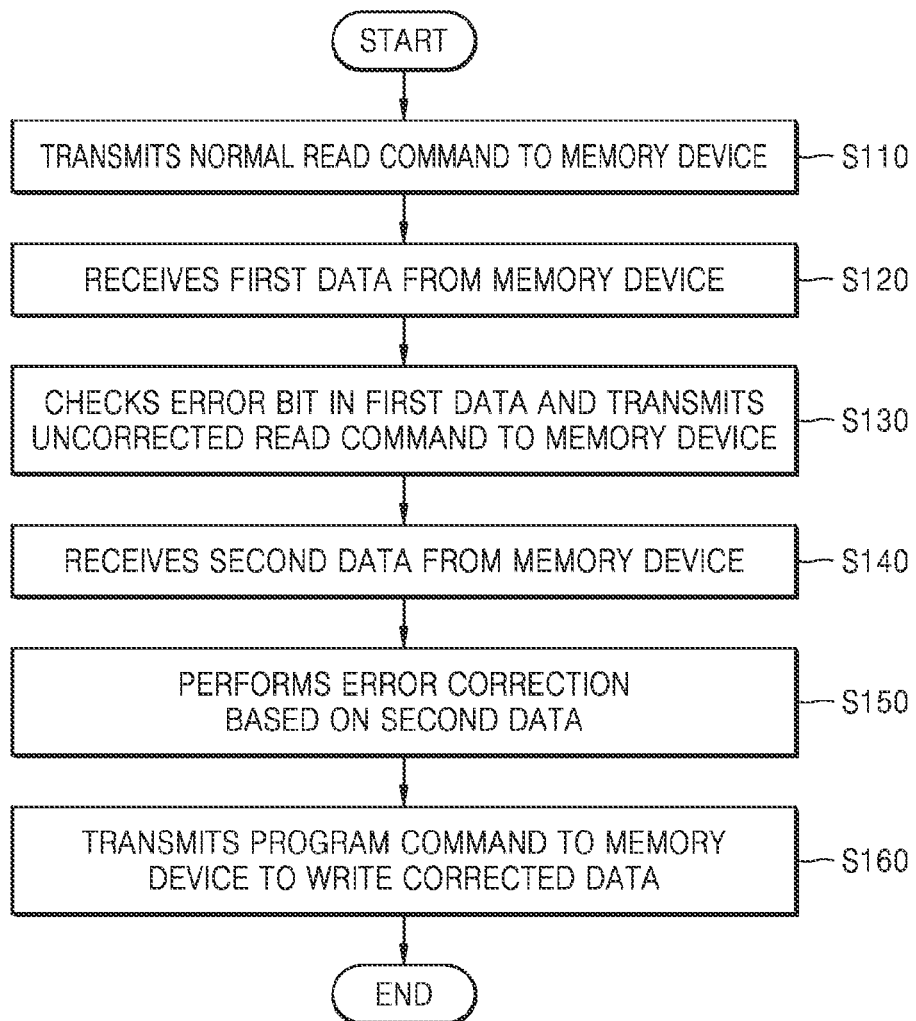 START
TRANSMITS NORMAL READ COMMAND TO MEMORY DEVICE
S110
RECEIVES FIRST DATA FROM MEMORY DEVICE
S120
CHECKS ERROR BIT IN FIRST DATA AND TRANSMITS
UNCORRECTED READ COMMAND TO MEMORY DEVICE
S130
RECEIVES SECOND DATA FROM MEMORY DEVICE
S140
PERFORMS ERROR CORRECTION
BASED ON SECOND DATA
S150
TRANSMITS PROGRAM COMMAND TO MEMORY
DEVICE TO WRITE CORRECTED DATA
S160
END